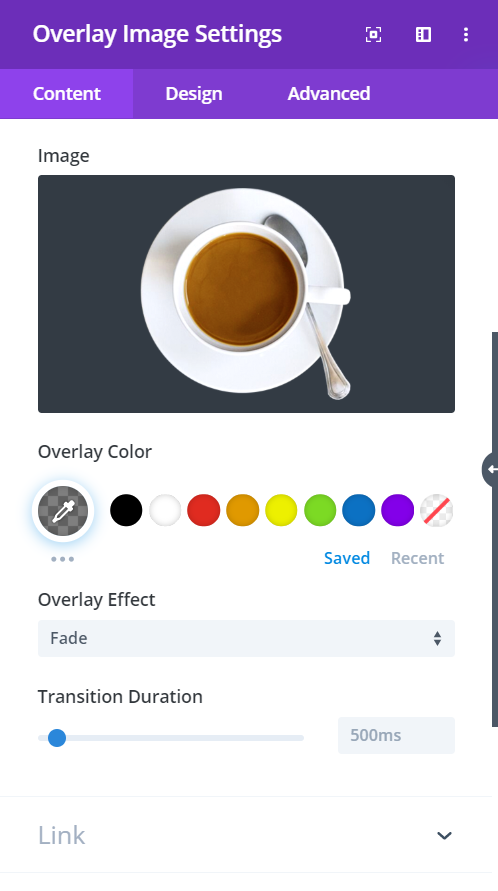 Overlay Image Settings
Content Design Advanced
Image
Overlay Color
Saved Recent
Overlay Effect
Fade
Transition Duration
500ms
Link